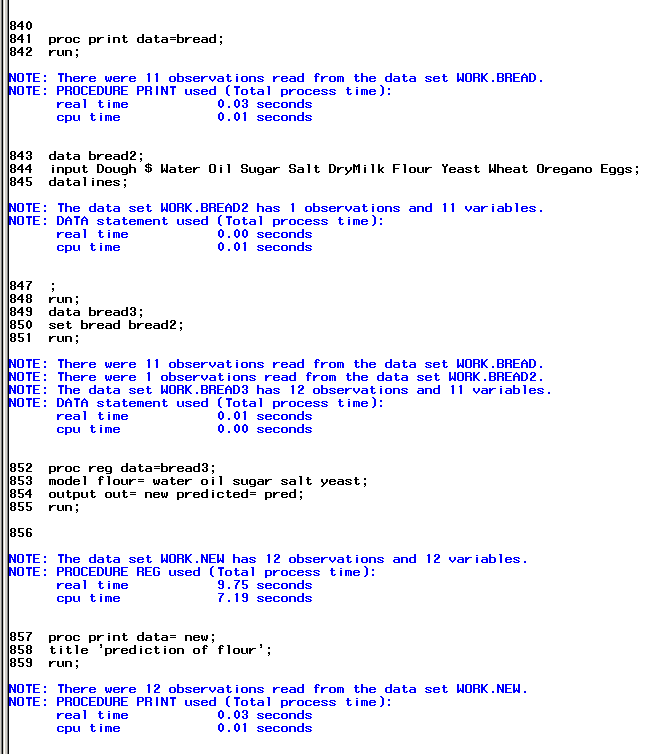 840
841  proc print data=bread;
842  run;
NOTE: There were 11 observations read from the data set WORK.BREAD.
NOTE: PROCEDURE PRINT used (Total process time):
      real time           0.03 seconds
      cpu time            0.01 seconds
843  data bread2;
844  input Dough $ Water Oil Sugar Salt DryMilk Flour Yeast Wheat Oregano Eggs;
845  datalines;
NOTE: The data set WORK.BREAD2 has 1 observations and 11 variables.
NOTE: DATA statement used (Total process time):
      real time           0.00 seconds
      cpu time            0.01 seconds
847  ;
848  run;
849  data bread3;
850  set bread bread2;
851  run;
NOTE: There were 11 observations read from the data set WORK.BREAD.
NOTE: There were 1 observations read from the data set WORK.BREAD2.
NOTE: The data set WORK.BREAD3 has 12 observations and 11 variables.
NOTE: DATA statement used (Total process time):
      real time           0.01 seconds
      cpu time            0.00 seconds
852  proc reg data=bread3;
853  model flour= water oil sugar salt yeast;
854  output out= new predicted= pred;
855  run;
856
NOTE: The data set WORK.NEW has 12 observations and 12 variables.
NOTE: PROCEDURE REG used (Total process time):
      real time           9.75 seconds
      cpu time            7.19 seconds
857  proc print data= new;
858  title 'prediction of flour';
859  run;
NOTE: There were 12 observations read from the data set WORK.NEW.
NOTE: PROCEDURE PRINT used (Total process time):
      real time           0.03 seconds
      cpu time            0.01 seconds